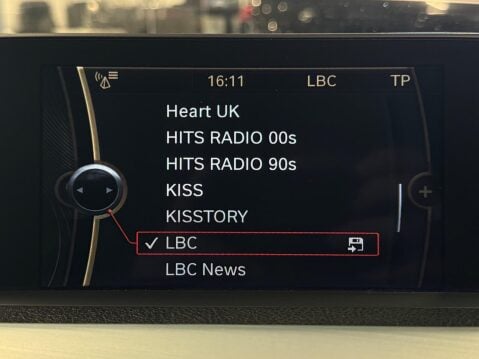 16:11 LBC TP
Heart UK
HITS RADIO 00s
HITS RADIO 90s
KISS
KISSTORY
LBC
LBC News